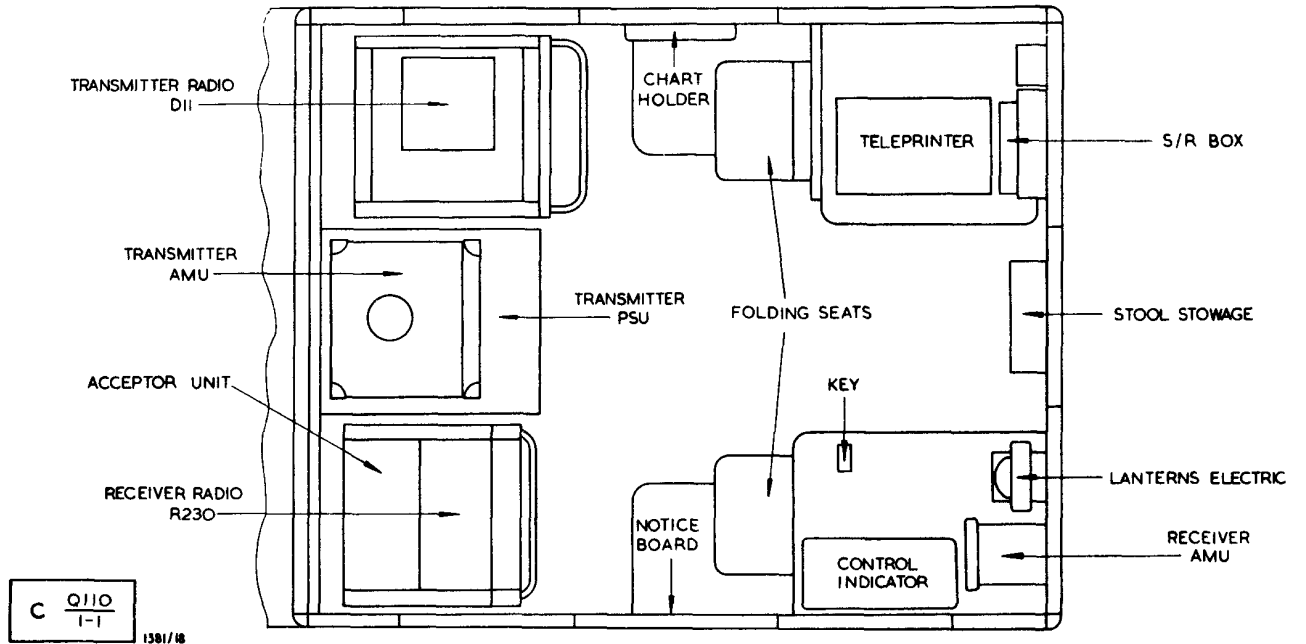 TRANSMITTER RADIO
D11
CHART
HOLDER
TELEPRINTER
S/R BOX
TRANSMITTER
AMU
TRANSMITTER
PSU
FOLDING SEATS
STOOL STOWAGE
ACCEPTOR UNIT
KEY
RECEIVER RADIO
R230
NOTICE
BOARD
LANTERNS ELECTRIC
CONTROL
INDICATOR
RECEIVER
AMU
C Q110
1-1
1381/18